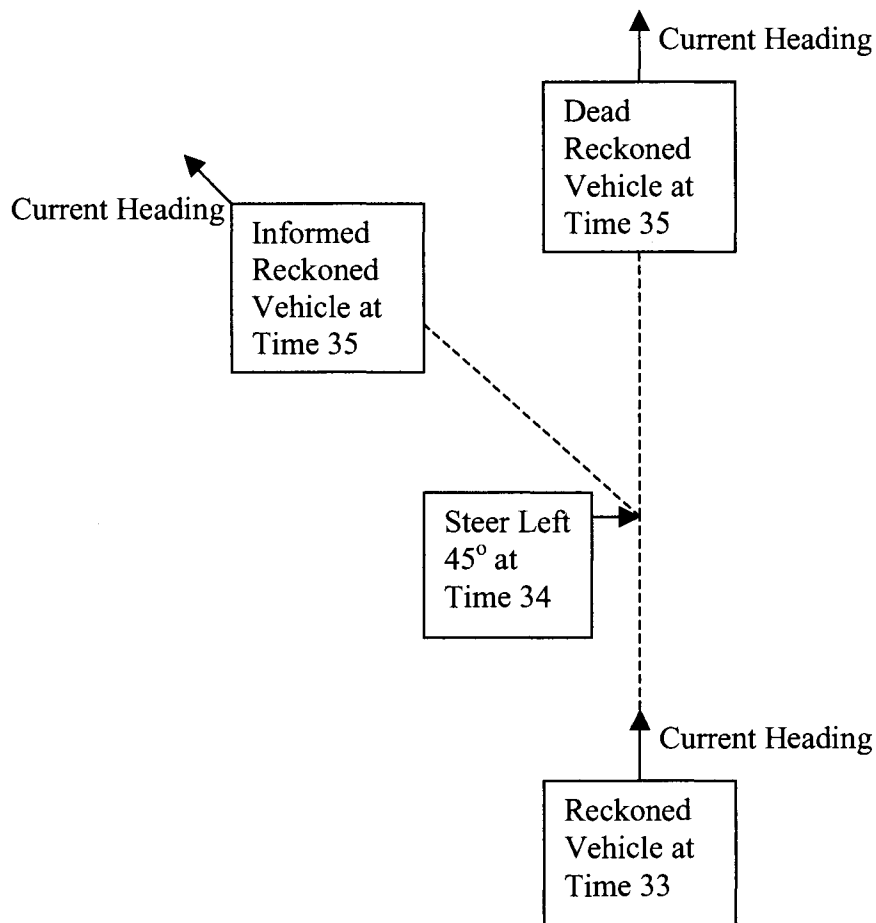 Current Heading
Dead
Reckoned
Vehicle at
Time 35
Current Heading
Informed
Reckoned
Vehicle at
Time 35
Steer Left
45° at
Time 34
Current Heading
Reckoned
Vehicle at
Time 33